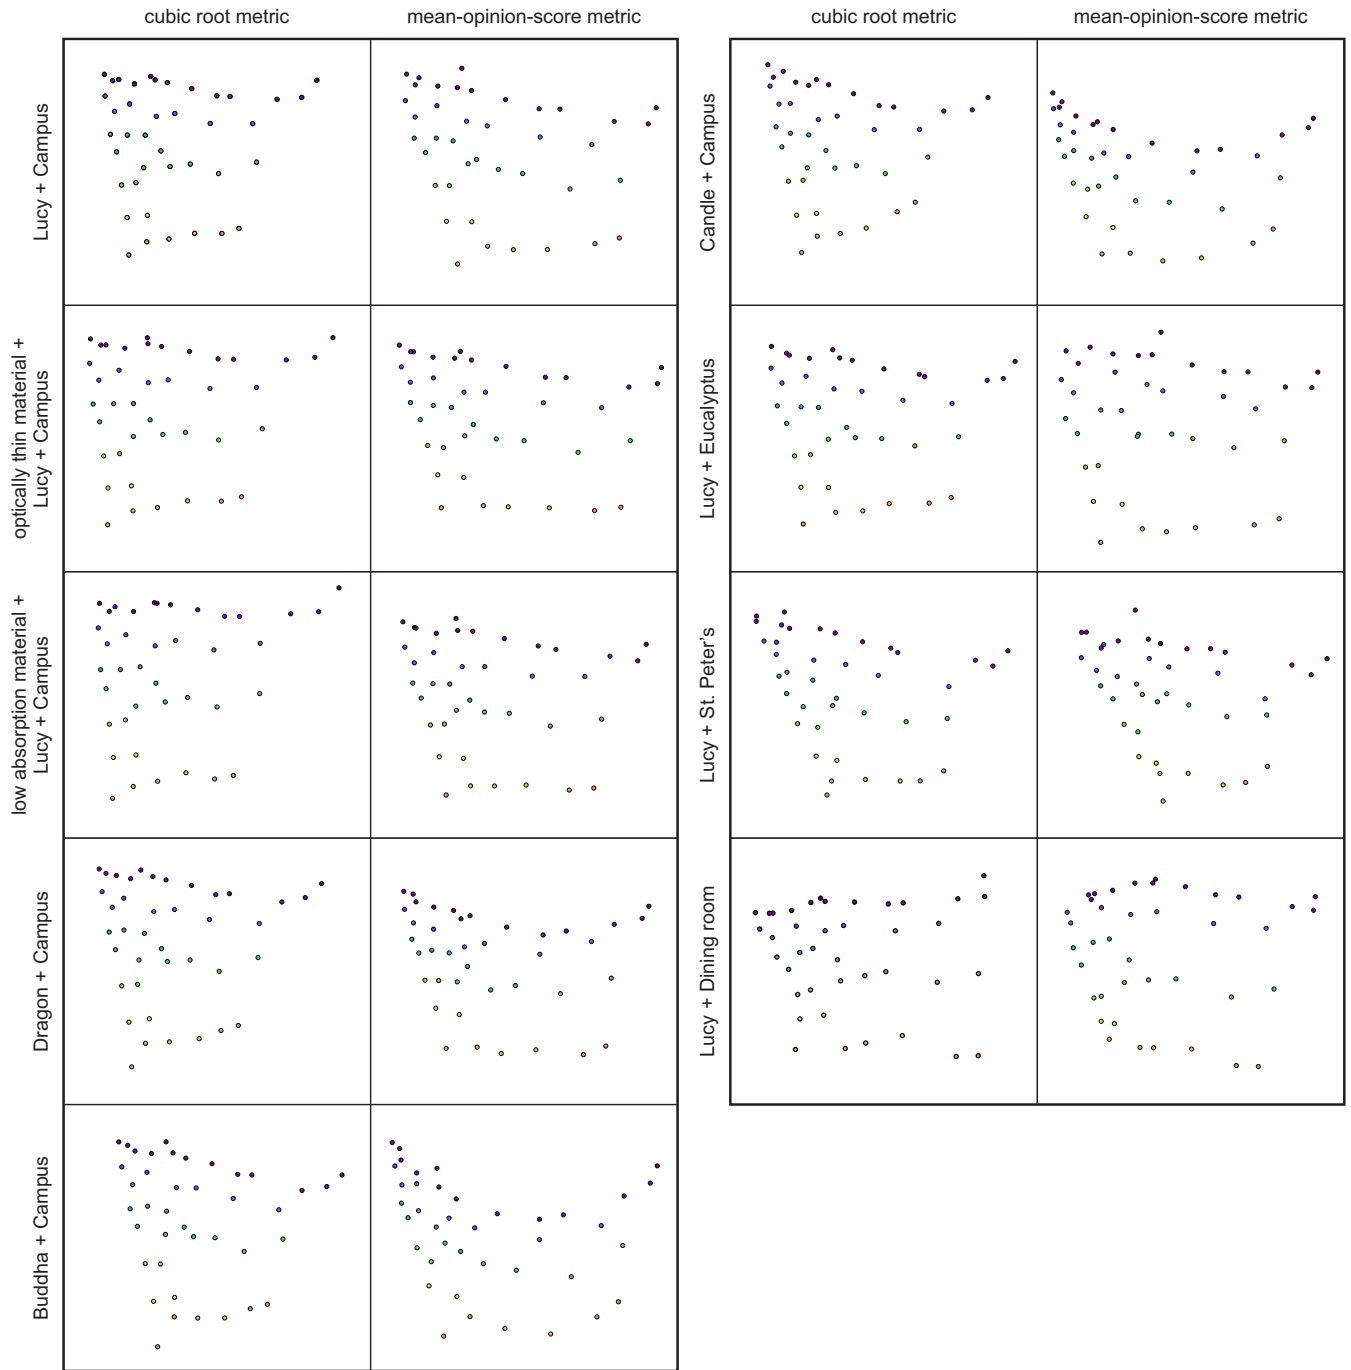 cubic root metric
mean-opinion-score metric
cubic root metric
mean-opinion-score metric
Lucy + Campus
optically thin material +
Lucy + Campus
low absorption material +
Lucy + Campus
Dragon + Campus
Buddha + Campus
Candle + Campus
Lucy + Eucalyptus
Lucy + St. Peter's
Lucy + Dining room